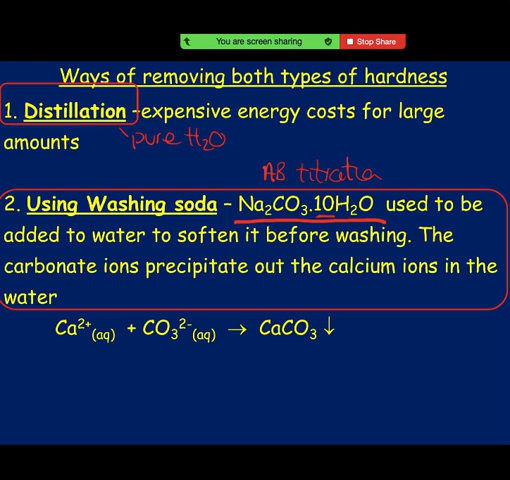 You are screen sharing Stop Share
Ways of removing both types of hardness
1. Distillation -expensive energy costs for large
amounts pure H₂O
AB titration
2. Using Washing soda – Na₂CO₃.10H₂O used to be
added to water to soften it before washing. The
carbonate ions precipitate out the calcium ions in the
water
Ca²⁺(aq) + CO₃²⁻(aq) → CaCO₃ ↓